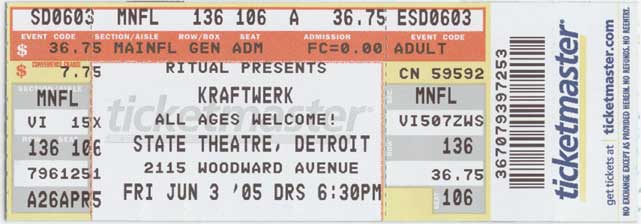 SD0603 MNFL 136 106 A 36.75 ESD0603
EVENT CODE SECTION/AISLE ROW/BOX SEAT ADMISSION EVENT CODE
$ 36.75 MAINFL GEN ADM FC=0.00 ADULT
CONVENIENCE CHARGE
$ 7.75 RITUAL PRESENTS CN 59592
MNFL KRAFTWERK MNFL
ticketmaster
VI 15X ALL AGES WELCOME! VI507ZWS
136 106 STATE THEATRE, DETROIT 136
7961251 2115 WOODWARD AVENUE 36.75
A26APR5 FRI JUN 3 '05 DRS 6:30PM 106
367079397253
ticketmaster
get tickets at ticketmaster.com
NO EXCHANGE EXCEPT AS PROVIDED HEREIN. NO REFUNDS.